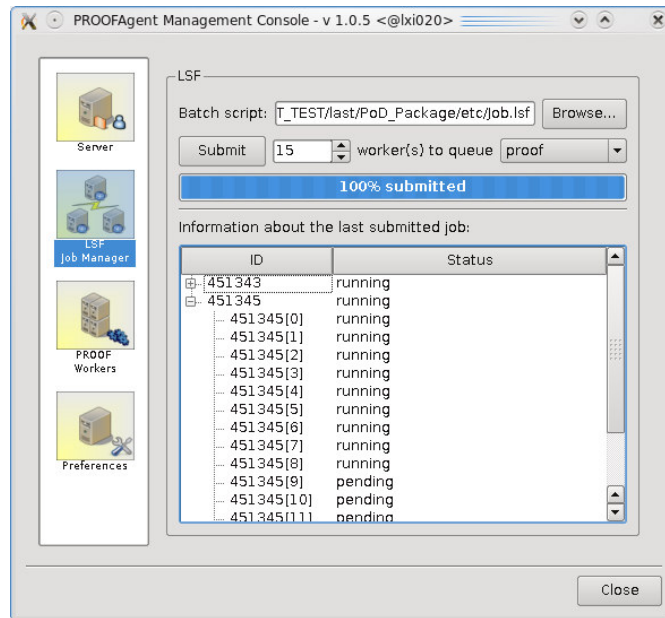 PROOFAgent Management Console - v 1.0.5 <@lxi020>
Server
LSF
Job Manager
PROOF
Workers
Preferences
LSF
Batch script: T_TEST/last/PoD_Package/etc/Job.lsf Browse...
Submit 15 worker(s) to queue proof
100% submitted
Information about the last submitted job:
ID Status
451343 running
451345 running
451345[0] running
451345[1] running
451345[2] running
451345[3] running
451345[4] running
451345[5] running
451345[6] running
451345[7] running
451345[8] running
451345[9] pending
451345[10] pending
451345[11] pending
Close